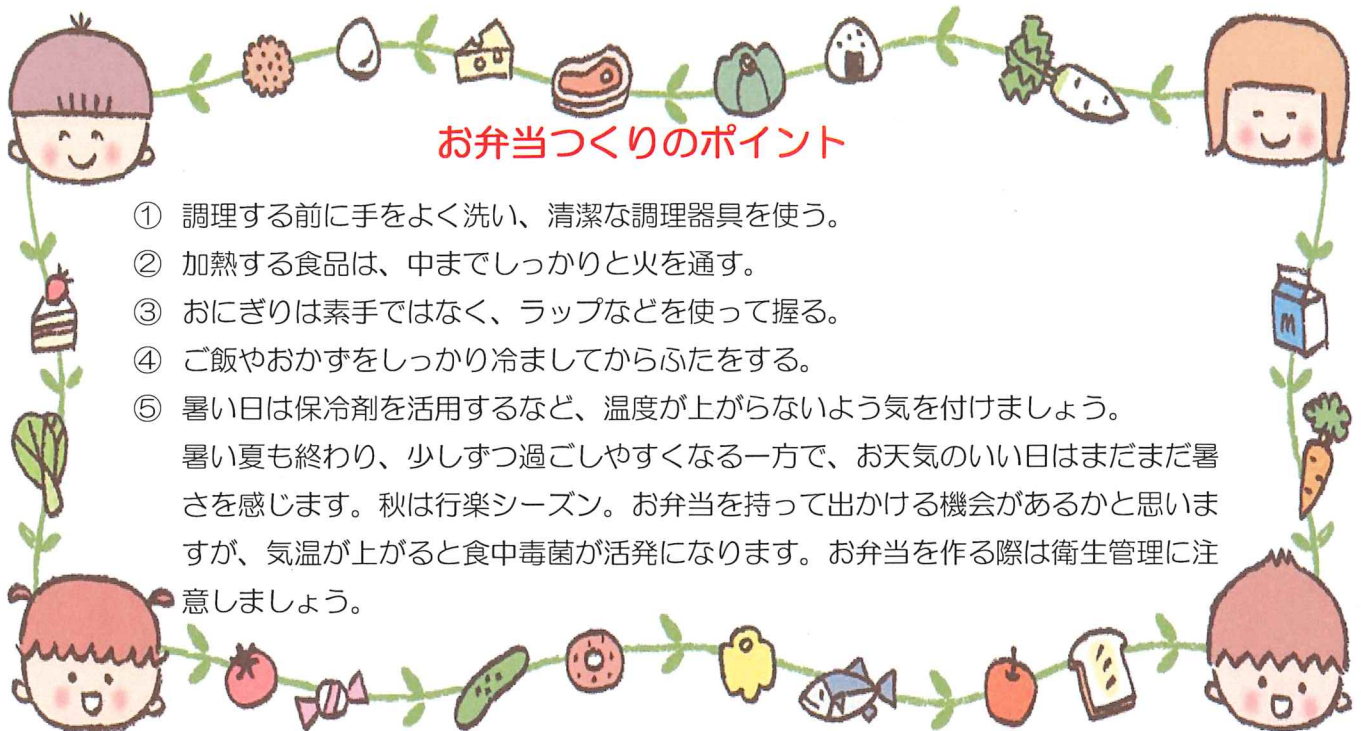 お弁当つくりのポイント
① 調理する前に手をよく洗い、清潔な調理器具を使う。
② 加熱する食品は、中までしっかりと火を通す。
③ おにぎりは素手ではなく、ラップなどを使って握る。
④ ご飯やおかずをしっかり冷ましてからふたをする。
⑤ 暑い日は保冷剤を活用するなど、温度が上がらないよう気を付けましょう。
暑い夏も終わり、少しずつ過ごしやすくなる一方で、お天気のいい日はまだまだ暑
さを感じます。秋は行楽シーズン。お弁当を持って出かける機会があるかと思いま
すが、気温が上がると食中毒菌が活発になります。お弁当を作る際は衛生管理に注
意しましょう。
m